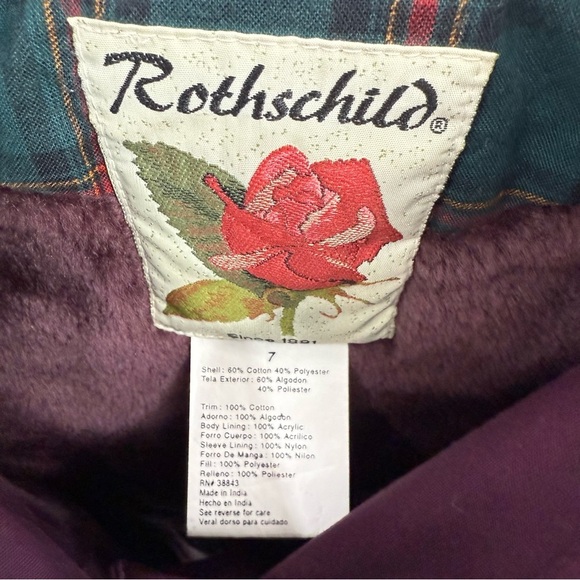 Rothschild®
Since 1881
7
Shell: 60% Cotton 40% Polyester
Tela Exterior: 60% Algodon
40% Poliester
Trim: 100% Cotton
Adorno: 100% Algodon
Body Lining: 100% Acrylic
Forro Cuerpo: 100% Acrilico
Sleeve Lining: 100% Nylon.
Forro De Manga: 100% Nilon
Fill: 100% Polyester
Relleno: 100% Poliester
RN# 38843
Made in India
Hecho en India
See reverse for care
Veral dorso para cuidado.